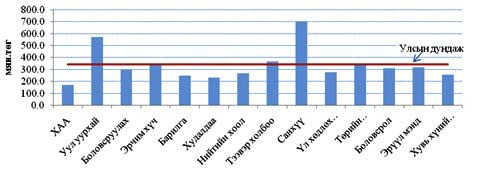 мян.төг
800.0
700.0
600.0
500.0
400.0
300.0
200.0
100.0
0.0
Улсын дундаж
ХАА
Уул уурхай
Боловсруулах
Эрчим хүч
Барилга
Худалдаа
Нийтийн хоол
Тээвэр холбоо
Санхүү
Үл хөдлөх..
Төрийн..
Боловсрол
Эрүүл мэнд
Хувь хүний..